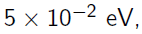 5 × 10⁻² eV,